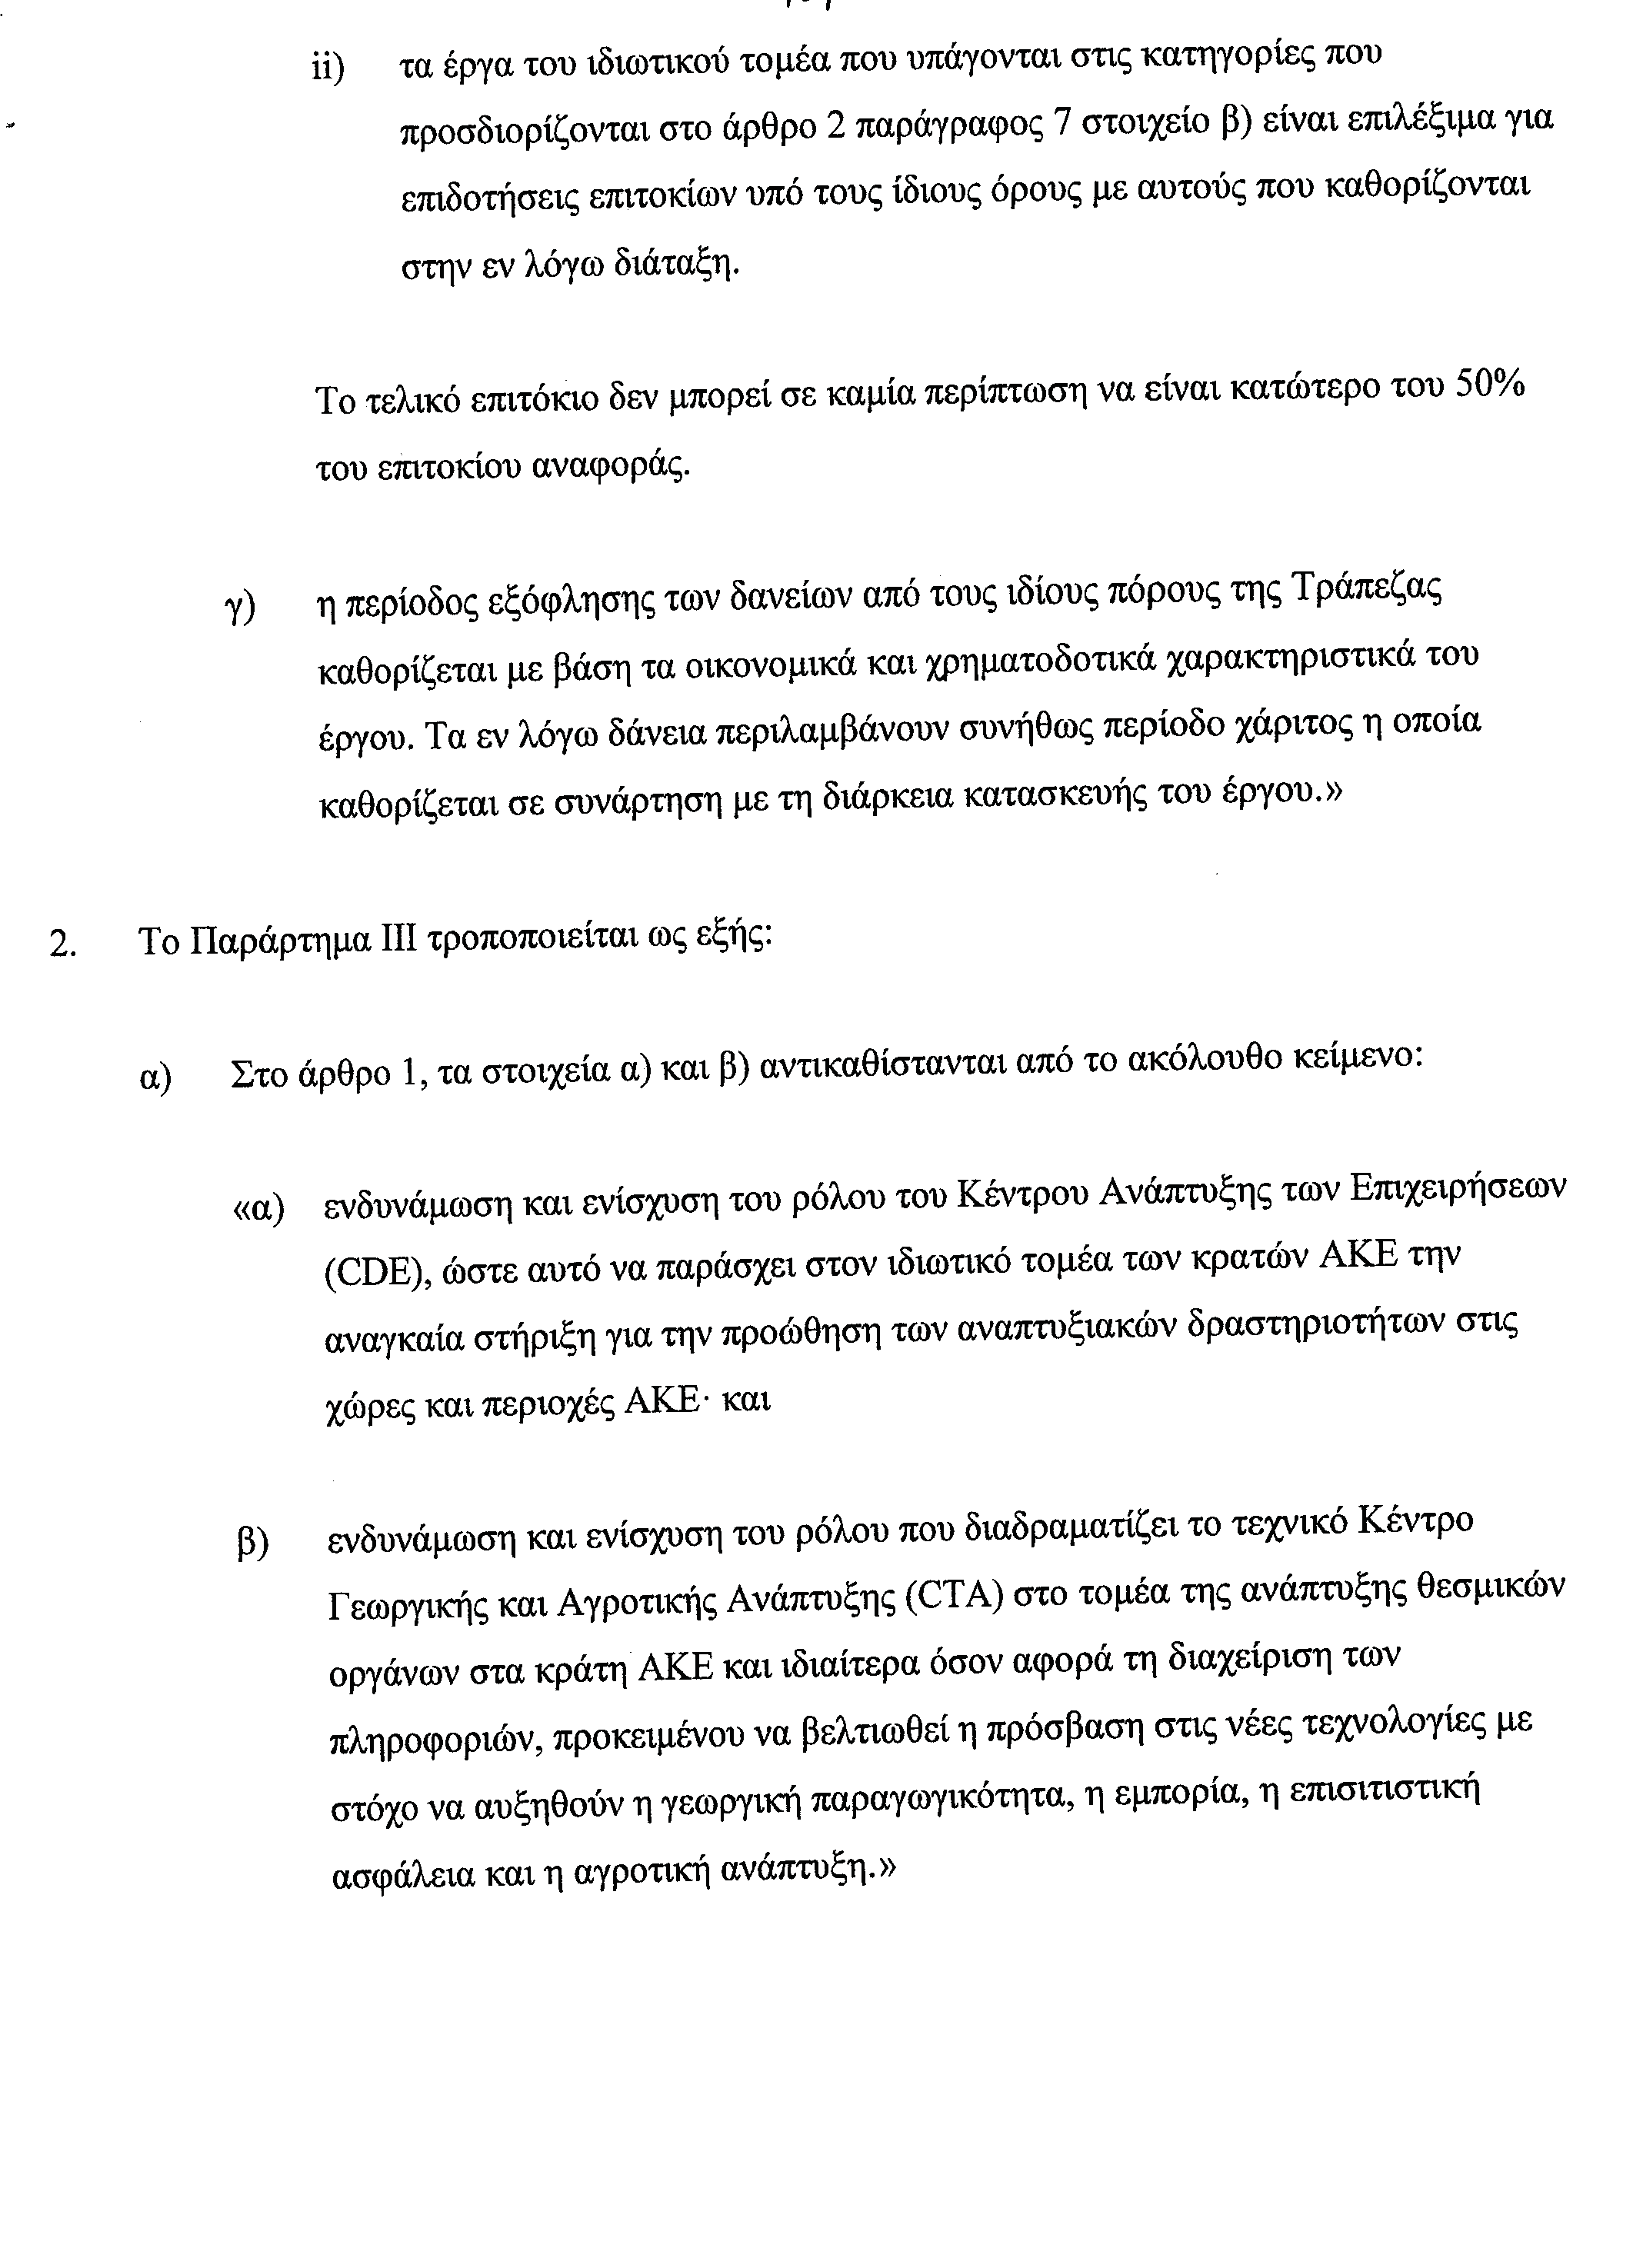 ii) τα έργα του ιδιωτικού τομέα που υπάγονται στις κατηγορίες που
προσδιορίζονται στο άρθρο 2 παράγραφος 7 στοιχείο β) είναι επιλέξιμα για
επιδοτήσεις επιτοκίων υπό τους ίδιους όρους με αυτούς που καθορίζονται
στην εν λόγω διάταξη.
Το τελικό επιτόκιο δεν μπορεί σε καμία περίπτωση να είναι κατώτερο του 50%
του επιτοκίου αναφοράς.
γ) η περίοδος εξόφλησης των δανείων από τους ιδίους πόρους της Τράπεζας
καθορίζεται με βάση τα οικονομικά και χρηματοδοτικά χαρακτηριστικά του
έργου. Τα εν λόγω δάνεια περιλαμβάνουν συνήθως περίοδο χάριτος η οποία
καθορίζεται σε συνάρτηση με τη διάρκεια κατασκευής του έργου.»
2. Το Παράρτημα ΙΙΙ τροποποιείται ως εξής:
α) Στο άρθρο 1, τα στοιχεία α) και β) αντικαθίστανται από το ακόλουθο κείμενο:
«α) ενδυνάμωση και ενίσχυση του ρόλου του Κέντρου Ανάπτυξης των Επιχειρήσεων
(CDE), ώστε αυτό να παράσχει στον ιδιωτικό τομέα των κρατών ΑΚΕ την
αναγκαία στήριξη για την προώθηση των αναπτυξιακών δραστηριοτήτων στις
χώρες και περιοχές ΑΚΕ· και
β) ενδυνάμωση και ενίσχυση του ρόλου που διαδραματίζει το τεχνικό Κέντρο
Γεωργικής και Αγροτικής Ανάπτυξης (CTA) στο τομέα της ανάπτυξης θεσμικών
οργάνων στα κράτη ΑΚΕ και ιδιαίτερα όσον αφορά τη διαχείριση των
πληροφοριών, προκειμένου να βελτιωθεί η πρόσβαση στις νέες τεχνολογίες με
στόχο να αυξηθούν η γεωργική παραγωγικότητα, η εμπορία, η επισιτιστική
ασφάλεια και η αγροτική ανάπτυξη.»